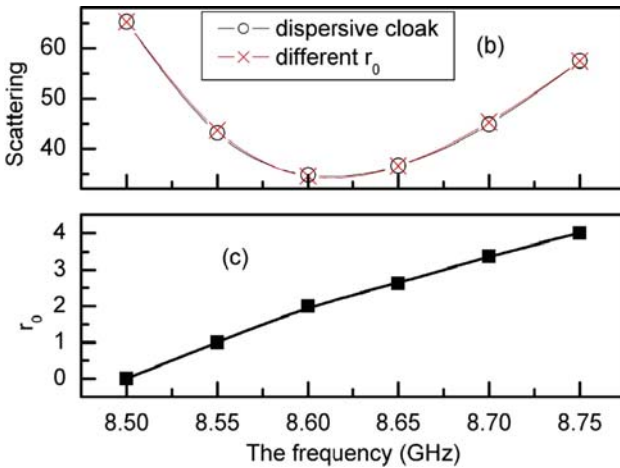 dispersive cloak
different r₀
(b)
60
50
40
Scattering
(c)
4
3
2
1
0
r₀
8.50 8.55 8.60 8.65 8.70 8.75
The frequency (GHz)